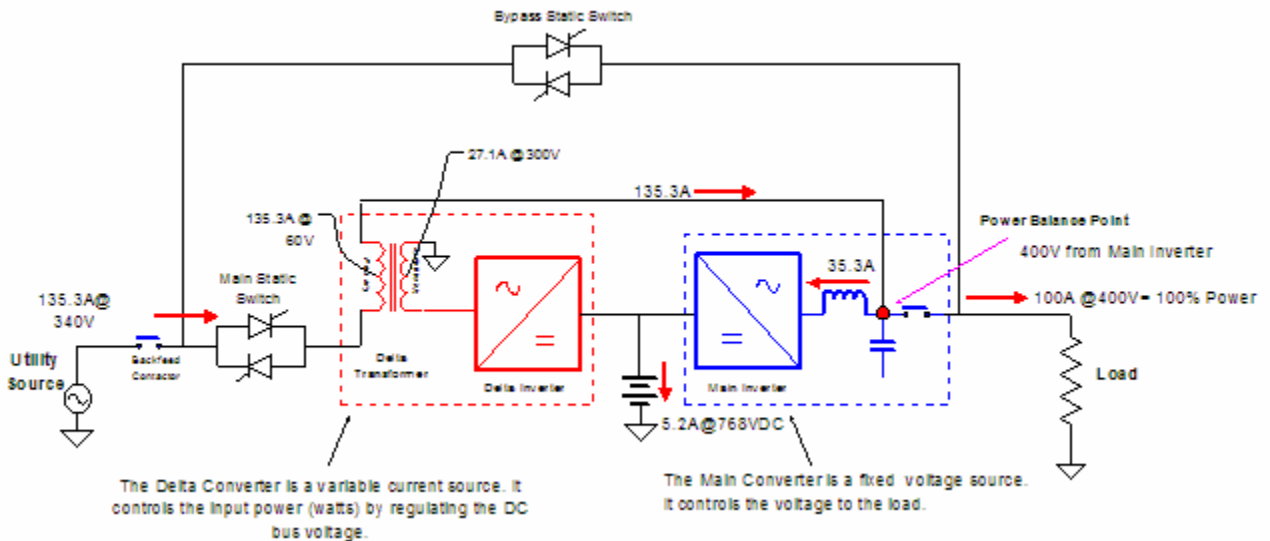 Bypass Static Switch
27.1A @300V
135.3A
135.3A @
60V
Power Balance Point
400V from Main Inverter
Main Static
Switch
35.3A
135.3A@
340V
100A @400V= 100% Power
Utility
Source
Backfeed
Contractor
Delta
Transformer
Delta Inverter
Main Inverter
Load
5.2A@768VDC
The Delta Converter is a variable current source. It
controls the input power (watts) by regulating the DC
bus voltage.
The Main Converter is a fixed voltage source.
It controls the voltage to the load.